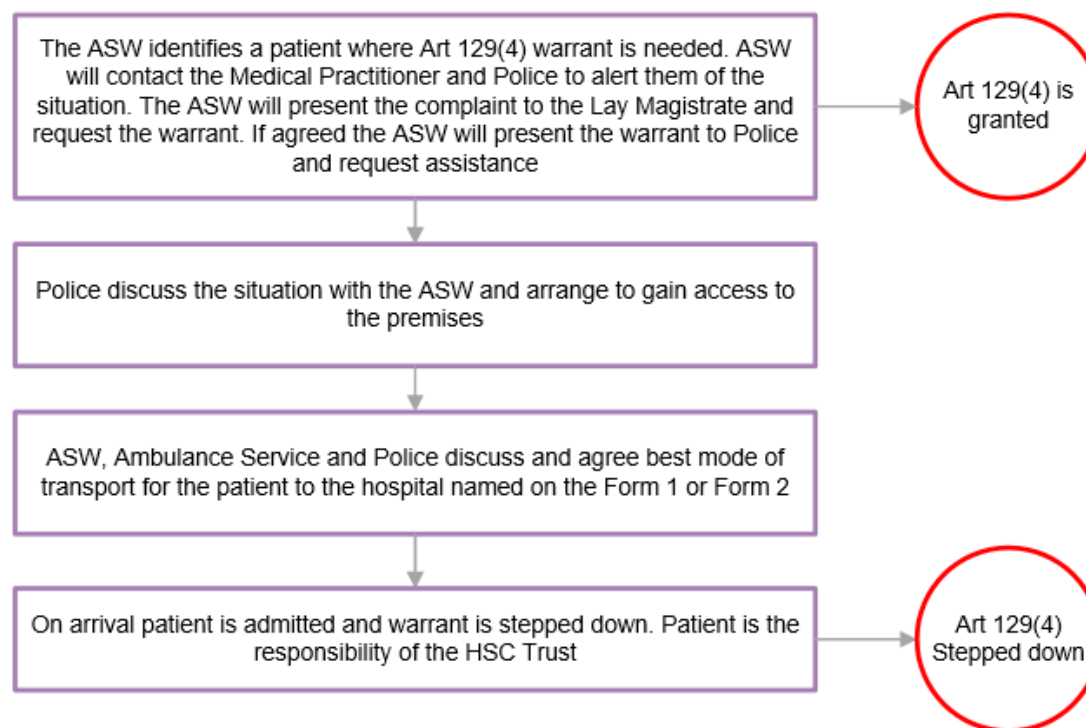 The ASW identifies a patient where Art 129(4) warrant is needed. ASW
will contact the Medical Practitioner and Police to alert them of the
situation. The ASW will present the complaint to the Lay Magistrate and
request the warrant. If agreed the ASW will present the warrant to Police
and request assistance
Art 129(4) is
granted
Police discuss the situation with the ASW and arrange to gain access to
the premises
ASW, Ambulance Service and Police discuss and agree best mode of
transport for the patient to the hospital named on the Form 1 or Form 2
On arrival patient is admitted and warrant is stepped down. Patient is the
responsibility of the HSC Trust
Art 129(4)
Stepped down